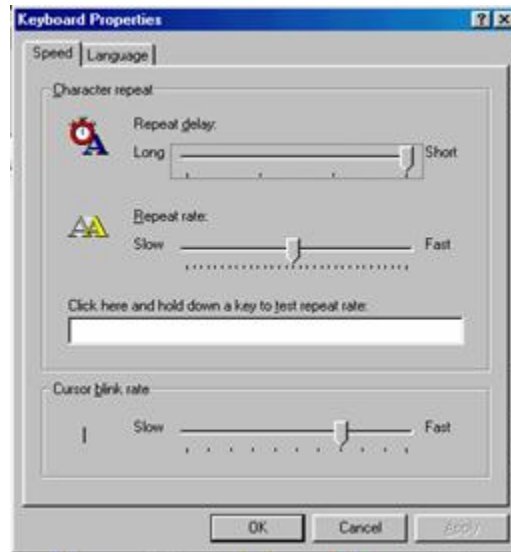 Keyboard Properties
Speed Language
Character repeat
Repeat delay:
Long Short
Repeat rate:
Slow Fast
Click here and hold down a key to test repeat rate:
Cursor blink rate
Slow Fast
OK Cancel Apply